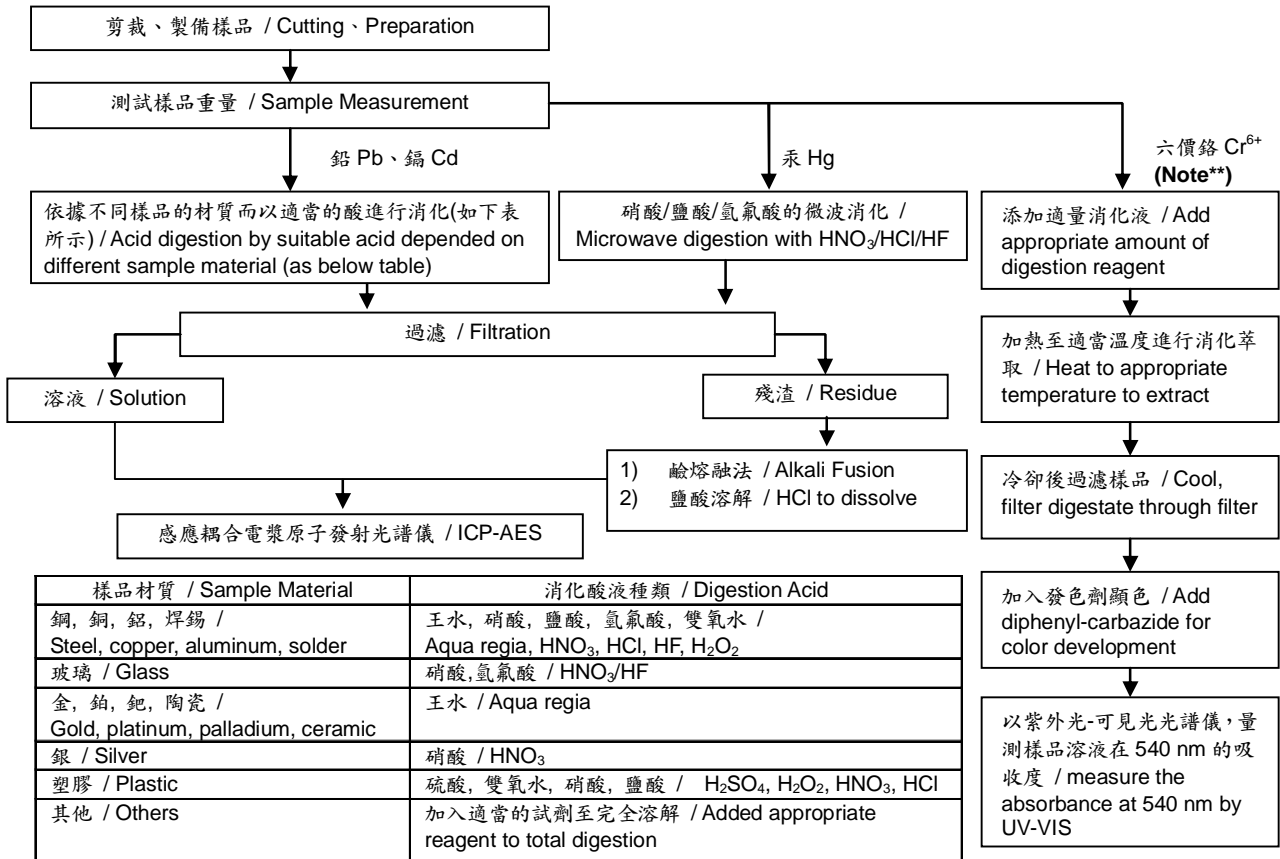 剪裁、製備樣品 / Cutting、Preparation
測試樣品重量 / Sample Measurement
鉛 Pb、鎘 Cd
汞 Hg
六價鉻 Cr⁶⁺
(Note**)
依據不同樣品的材質而以適當的酸進行消化(如下表
所示) / Acid digestion by suitable acid depended on
different sample material (as below table)
硝酸/鹽酸/氫氟酸的微波消化 /
Microwave digestion with HNO₃/HCl/HF
添加適量消化液 / Add
appropriate amount of
digestion reagent
過濾 / Filtration
加熱至適當溫度進行消化萃
取 / Heat to appropriate
temperature to extract
溶液 / Solution
殘渣 / Residue
1) 鹼熔融法 / Alkali Fusion
2) 鹽酸溶解 / HCl to dissolve
冷卻後過濾樣品 / Cool,
filter digestate through filter
感應耦合電漿原子發射光譜儀 / ICP-AES
加入發色劑顯色 / Add
diphenyl-carbazide for
color development
以紫外光-可見光光譜儀，量
測樣品溶液在 540 nm 的吸
收度 / measure the
absorbance at 540 nm by
UV-VIS
樣品材質 / Sample Material
消化酸液種類 / Digestion Acid
鋼, 銅, 鋁, 焊錫 /
Steel, copper, aluminum, solder
王水, 硝酸, 鹽酸, 氫氟酸, 雙氧水 /
Aqua regia, HNO₃, HCl, HF, H₂O₂
玻璃 / Glass
硝酸,氫氟酸 / HNO₃/HF
金, 鉑, 鈀, 陶瓷 /
Gold, platinum, palladium, ceramic
王水 / Aqua regia
銀 / Silver
硝酸 / HNO₃
塑膠 / Plastic
硫酸, 雙氧水, 硝酸, 鹽酸 / H₂SO₄, H₂O₂, HNO₃, HCl
其他 / Others
加入適當的試劑至完全溶解 / Added appropriate
reagent to total digestion